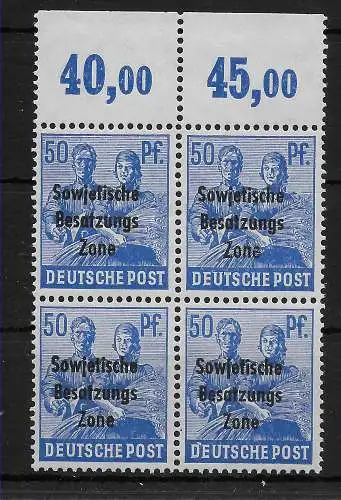 40,00 45,00
50 Pf. 50 Pf.
Sowjetische Sowjetische
Besatzungs Besatzungs
Zone Zone
DEUTSCHE POST DEUTSCHE POST
50 Pf. 50 Pf.
Sowjetische Sowjetische
Besatzungs Besatzungs
Zone Zone
DEUTSCHE POST DEUTSCHE POST